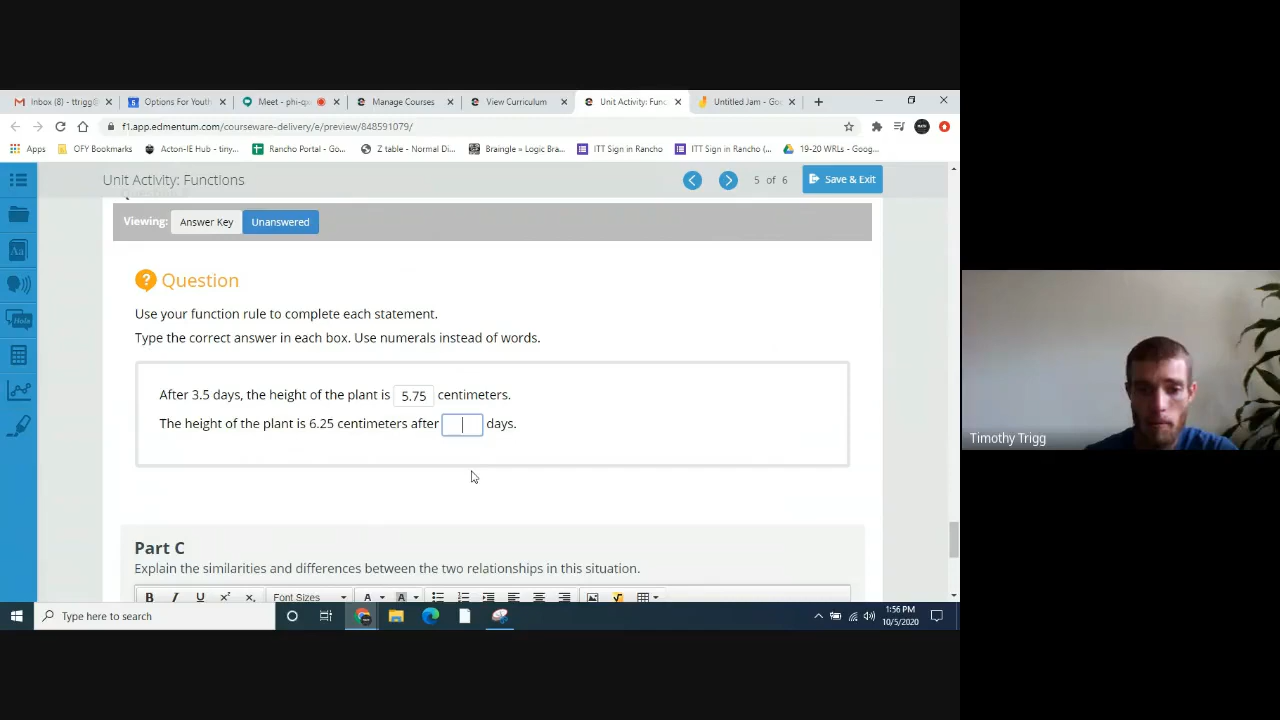 Inbox (8) - ttrigg@
Options For Youth
Meet - phi-qx
Manage Courses
View Curriculum
Unit Activity: Func
Untitled Jam - Go
f1.app.edmentum.com/courseware-delivery/e/preview/848591079/
Apps
OFY Bookmarks
Acton-IE Hub - tiny...
Rancho Portal - Go...
Z table - Normal Di...
Braingle » Logic Bra...
ITT Sign in Rancho
ITT Sign in Rancho (...
19-20 WRLs - Goog...
Unit Activity: Functions
5 of 6
Save & Exit
Viewing:
Answer Key
Unanswered
? Question
Use your function rule to complete each statement.
Type the correct answer in each box. Use numerals instead of words.
After 3.5 days, the height of the plant is 5.75 centimeters.
The height of the plant is 6.25 centimeters after days.
Part C
Explain the similarities and differences between the two relationships in this situation.
B I U x² x₂ Font Sizes A A
Aa
Hola
Timothy Trigg
Type here to search
1:56 PM
10/5/2020